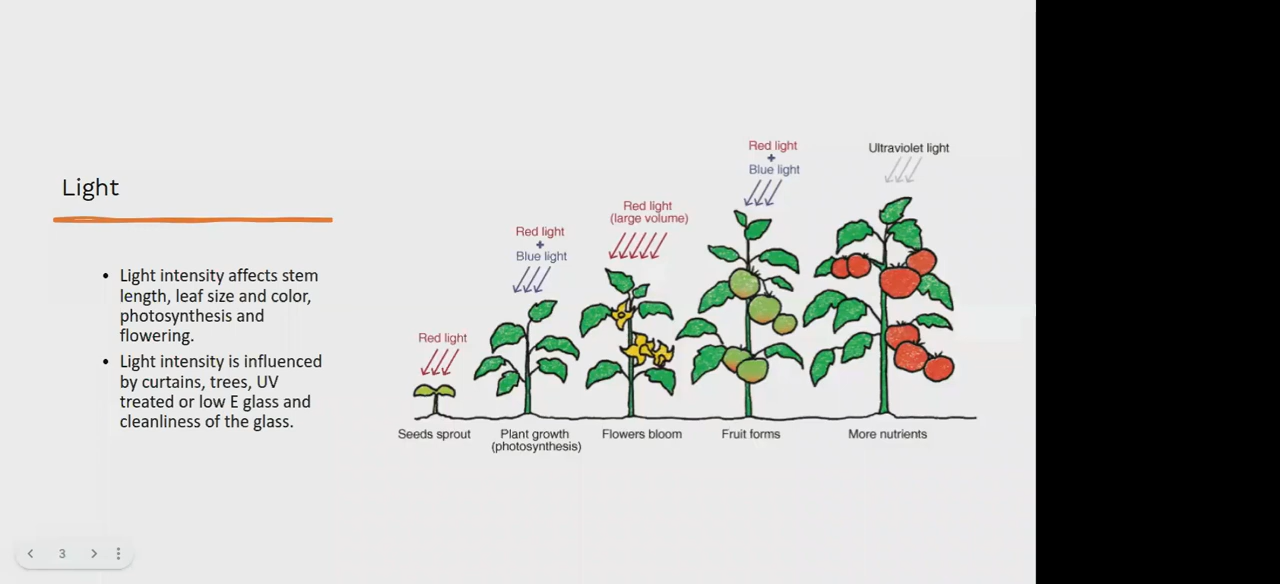 Light
• Light intensity affects stem
length, leaf size and color,
photosynthesis and
flowering.
• Light intensity is influenced
by curtains, trees, UV
treated or low E glass and
cleanliness of the glass.
Red light
Seeds sprout
Red light
+
Blue light
Plant growth
(photosynthesis)
Red light
(large volume)
Flowers bloom
Red light
+
Blue light
Fruit forms
Ultraviolet light
More nutrients
3